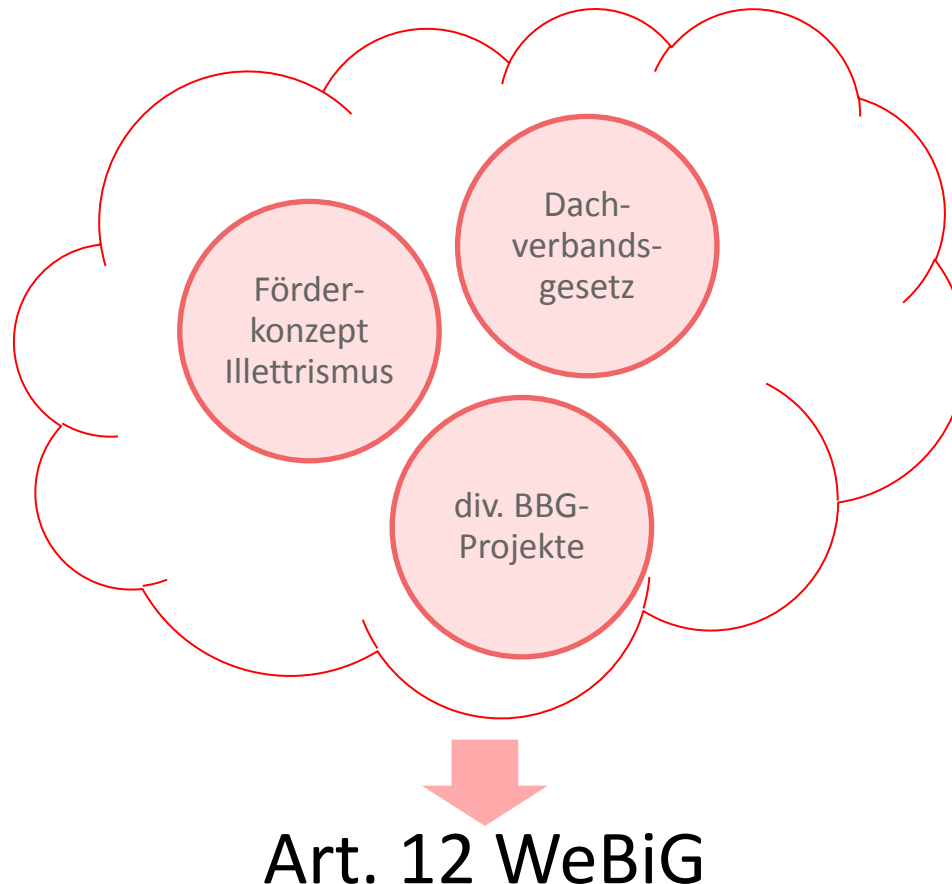 Förder-
konzept
Illettrismus
Dach-
verbands-
gesetz
div. BBG-
Projekte
Art. 12 WeBiG